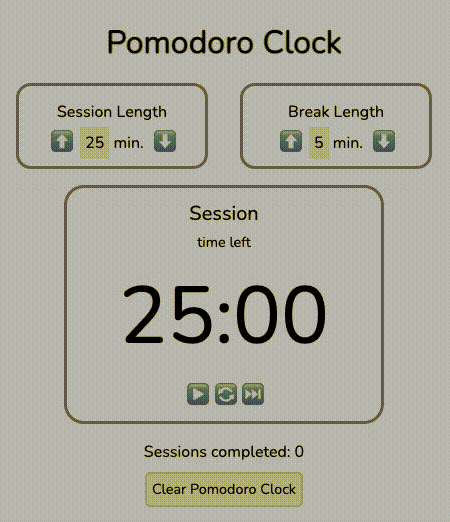 Pomodoro Clock
Session Length
25 min.
Break Length
5 min.
Session
time left
25:00
Sessions completed: 0
Clear Pomodoro Clock